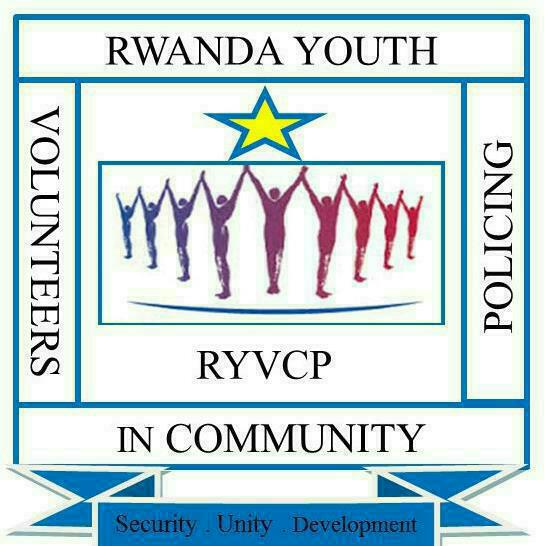 RWANDA YOUTH
VOLUNTEERS
IN COMMUNITY
POLICING
RYVCP
Security . Unity . Development